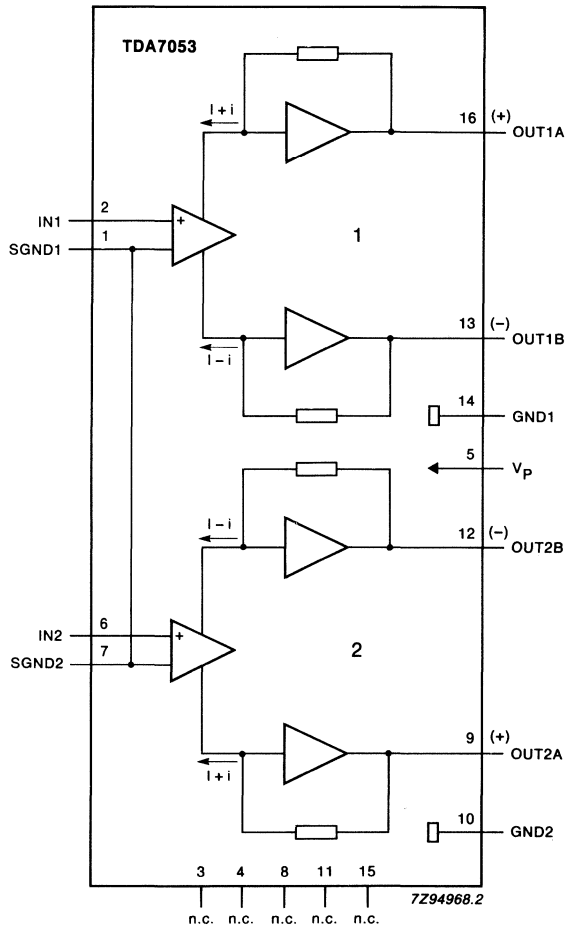 TDA7053
I + i
16 (+)
OUT1A
2
IN1
+
1
SGND1
1
13 (−)
OUT1B
I − i
14
GND1
5
VP
I − i
12 (−)
OUT2B
6
IN2
+
2
7
SGND2
9 (+)
OUT2A
I + i
10
GND2
3 4 8 11 15
7Z94968.2
n.c. n.c. n.c. n.c. n.c.